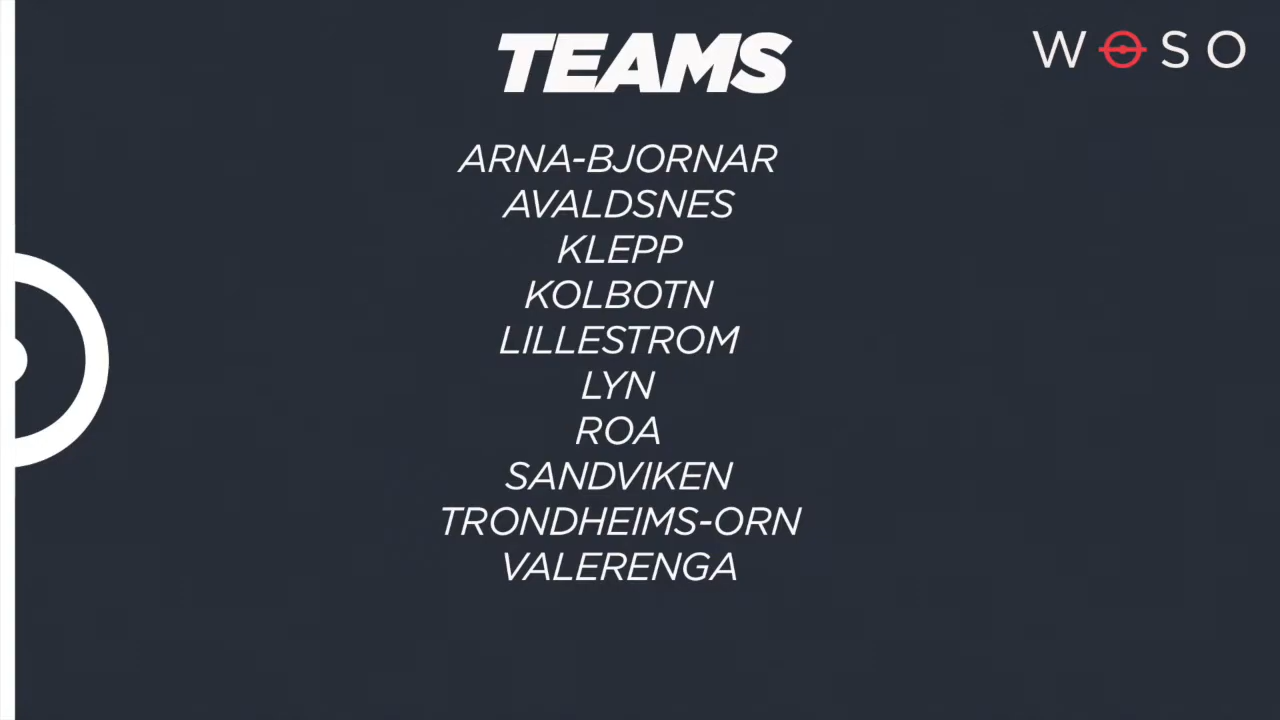 TEAMS
WOSO
ARNA-BJORNAR
AVALDSNES
KLEPP
KOLBOTN
LILLESTROM
LYN
ROA
SANDVIKEN
TRONDHEIMS-ORN
VALERENGA